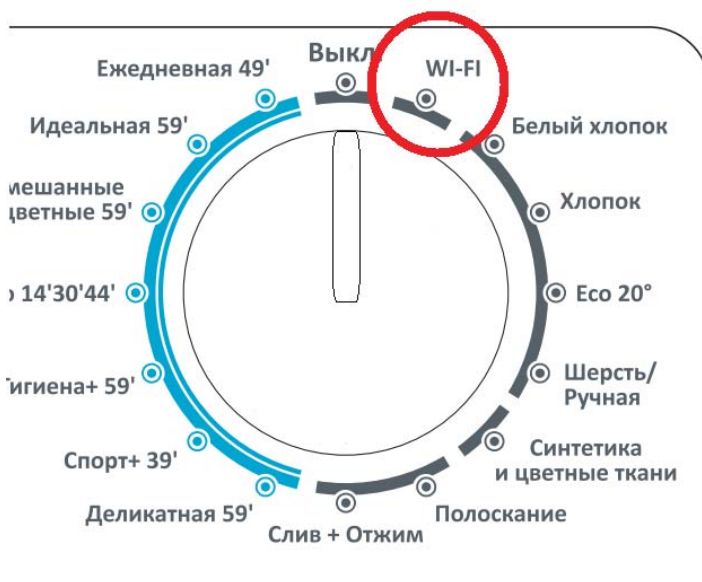 Выкл
WI-FI
Белый хлопок
Хлопок
Eco 20°
Шерсть/
Ручная
Синтетика
и цветные ткани
Полоскание
Слив + Отжим
Деликатная 59'
Спорт+ 39'
игиена+ 59'
14'30'44'
мешанные
цветные 59'
Идеальная 59'
Ежедневная 49'